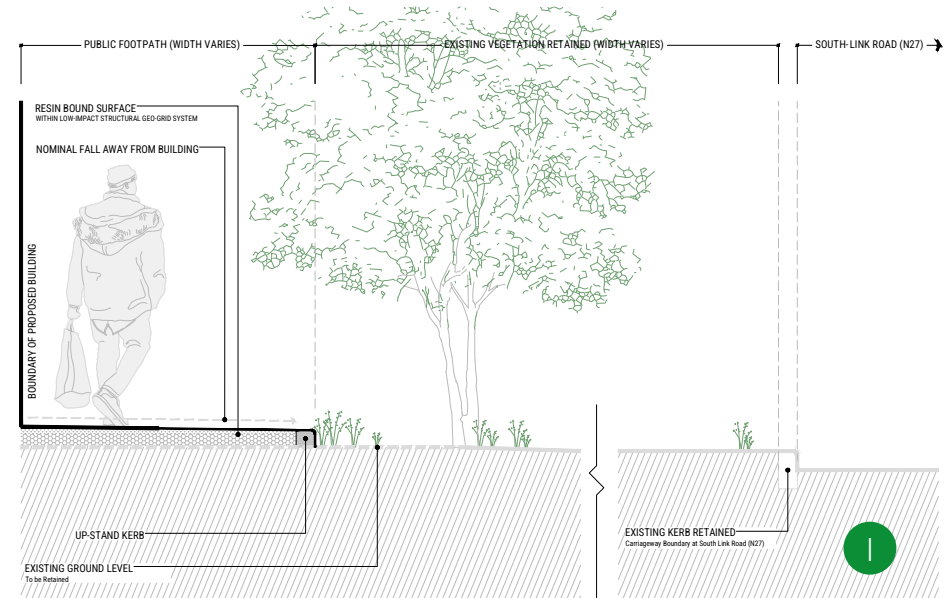 PUBLIC FOOTPATH (WIDTH VARIES)
EXISTING VEGETATION RETAINED (WIDTH VARIES)
SOUTH LINK ROAD (N27)
RESIN BOUND SURFACE
WITHIN LOW-IMPACT STRUCTURAL GEO-GRID SYSTEM
NOMINAL FALL AWAY FROM BUILDING
BOUNDARY OF PROPOSED BUILDING
UP-STAND KERB
EXISTING GROUND LEVEL
To be Retained
EXISTING KERB RETAINED
Carriageway Boundary at South Link Road (N27)
I